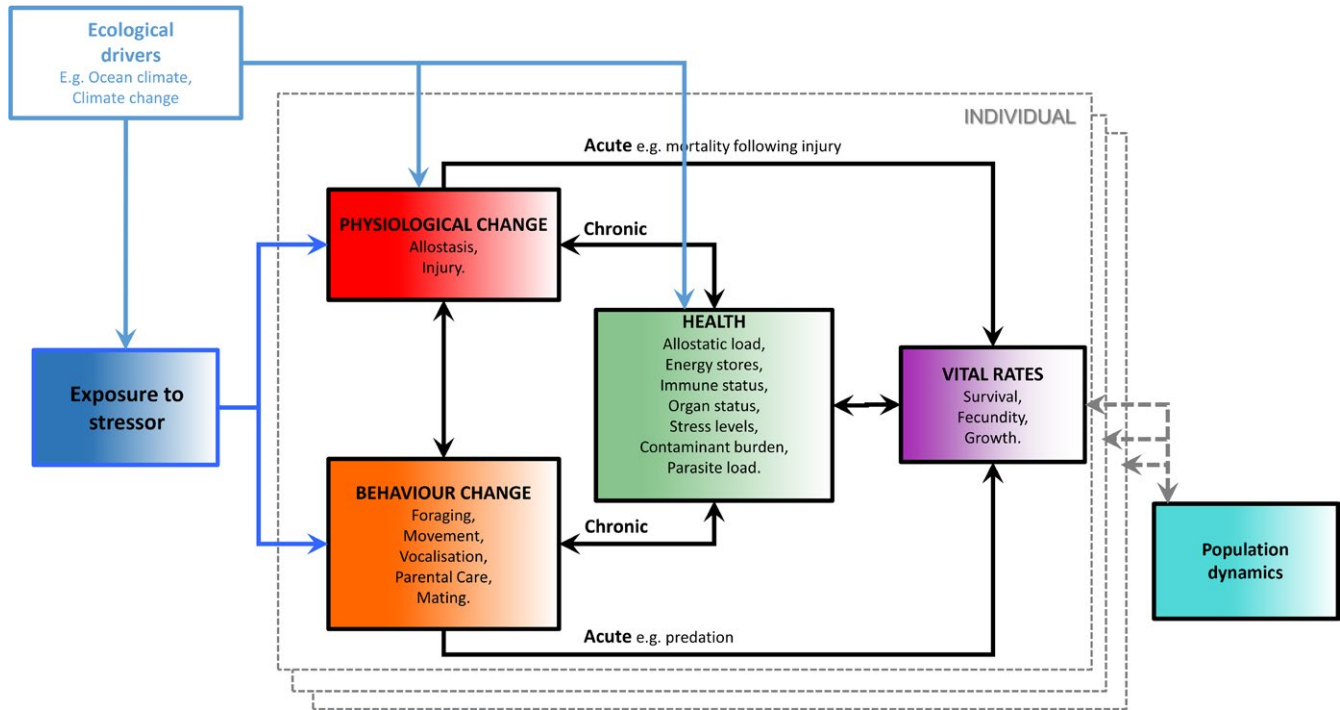 Ecological
drivers
E.g. Ocean climate,
Climate change
INDIVIDUAL
Acute e.g. mortality following injury
PHYSIOLOGICAL CHANGE
Allostasis,
Injury.
Chronic
HEALTH
Allostatic load,
Energy stores,
Immune status,
Organ status,
Stress levels,
Contaminant burden,
Parasite load.
VITAL RATES
Survival,
Fecundity,
Growth.
Exposure to
stressor
BEHAVIOUR CHANGE
Foraging,
Movement,
Vocalisation,
Parental Care,
Mating.
Chronic
Acute e.g. predation
Population
dynamics